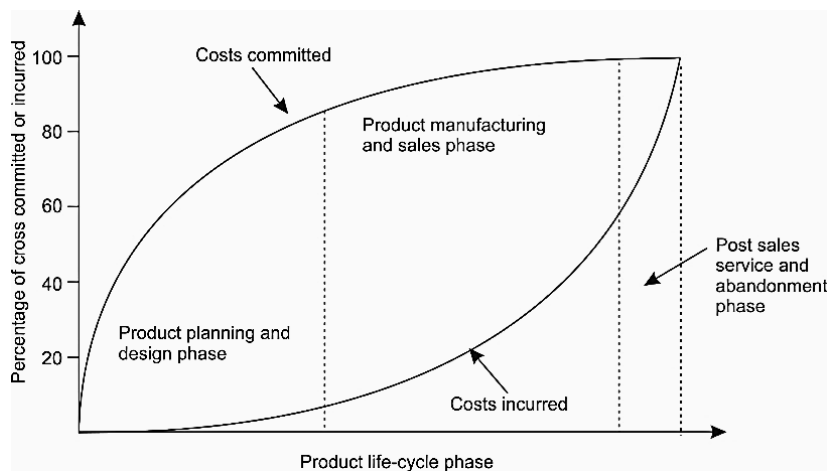 Percentage of cross committed or incurred
100
80
60
40
20
Costs committed
Product manufacturing
and sales phase
Product planning and
design phase
Costs incurred
Post sales
service and
abandonment
phase
Product life-cycle phase